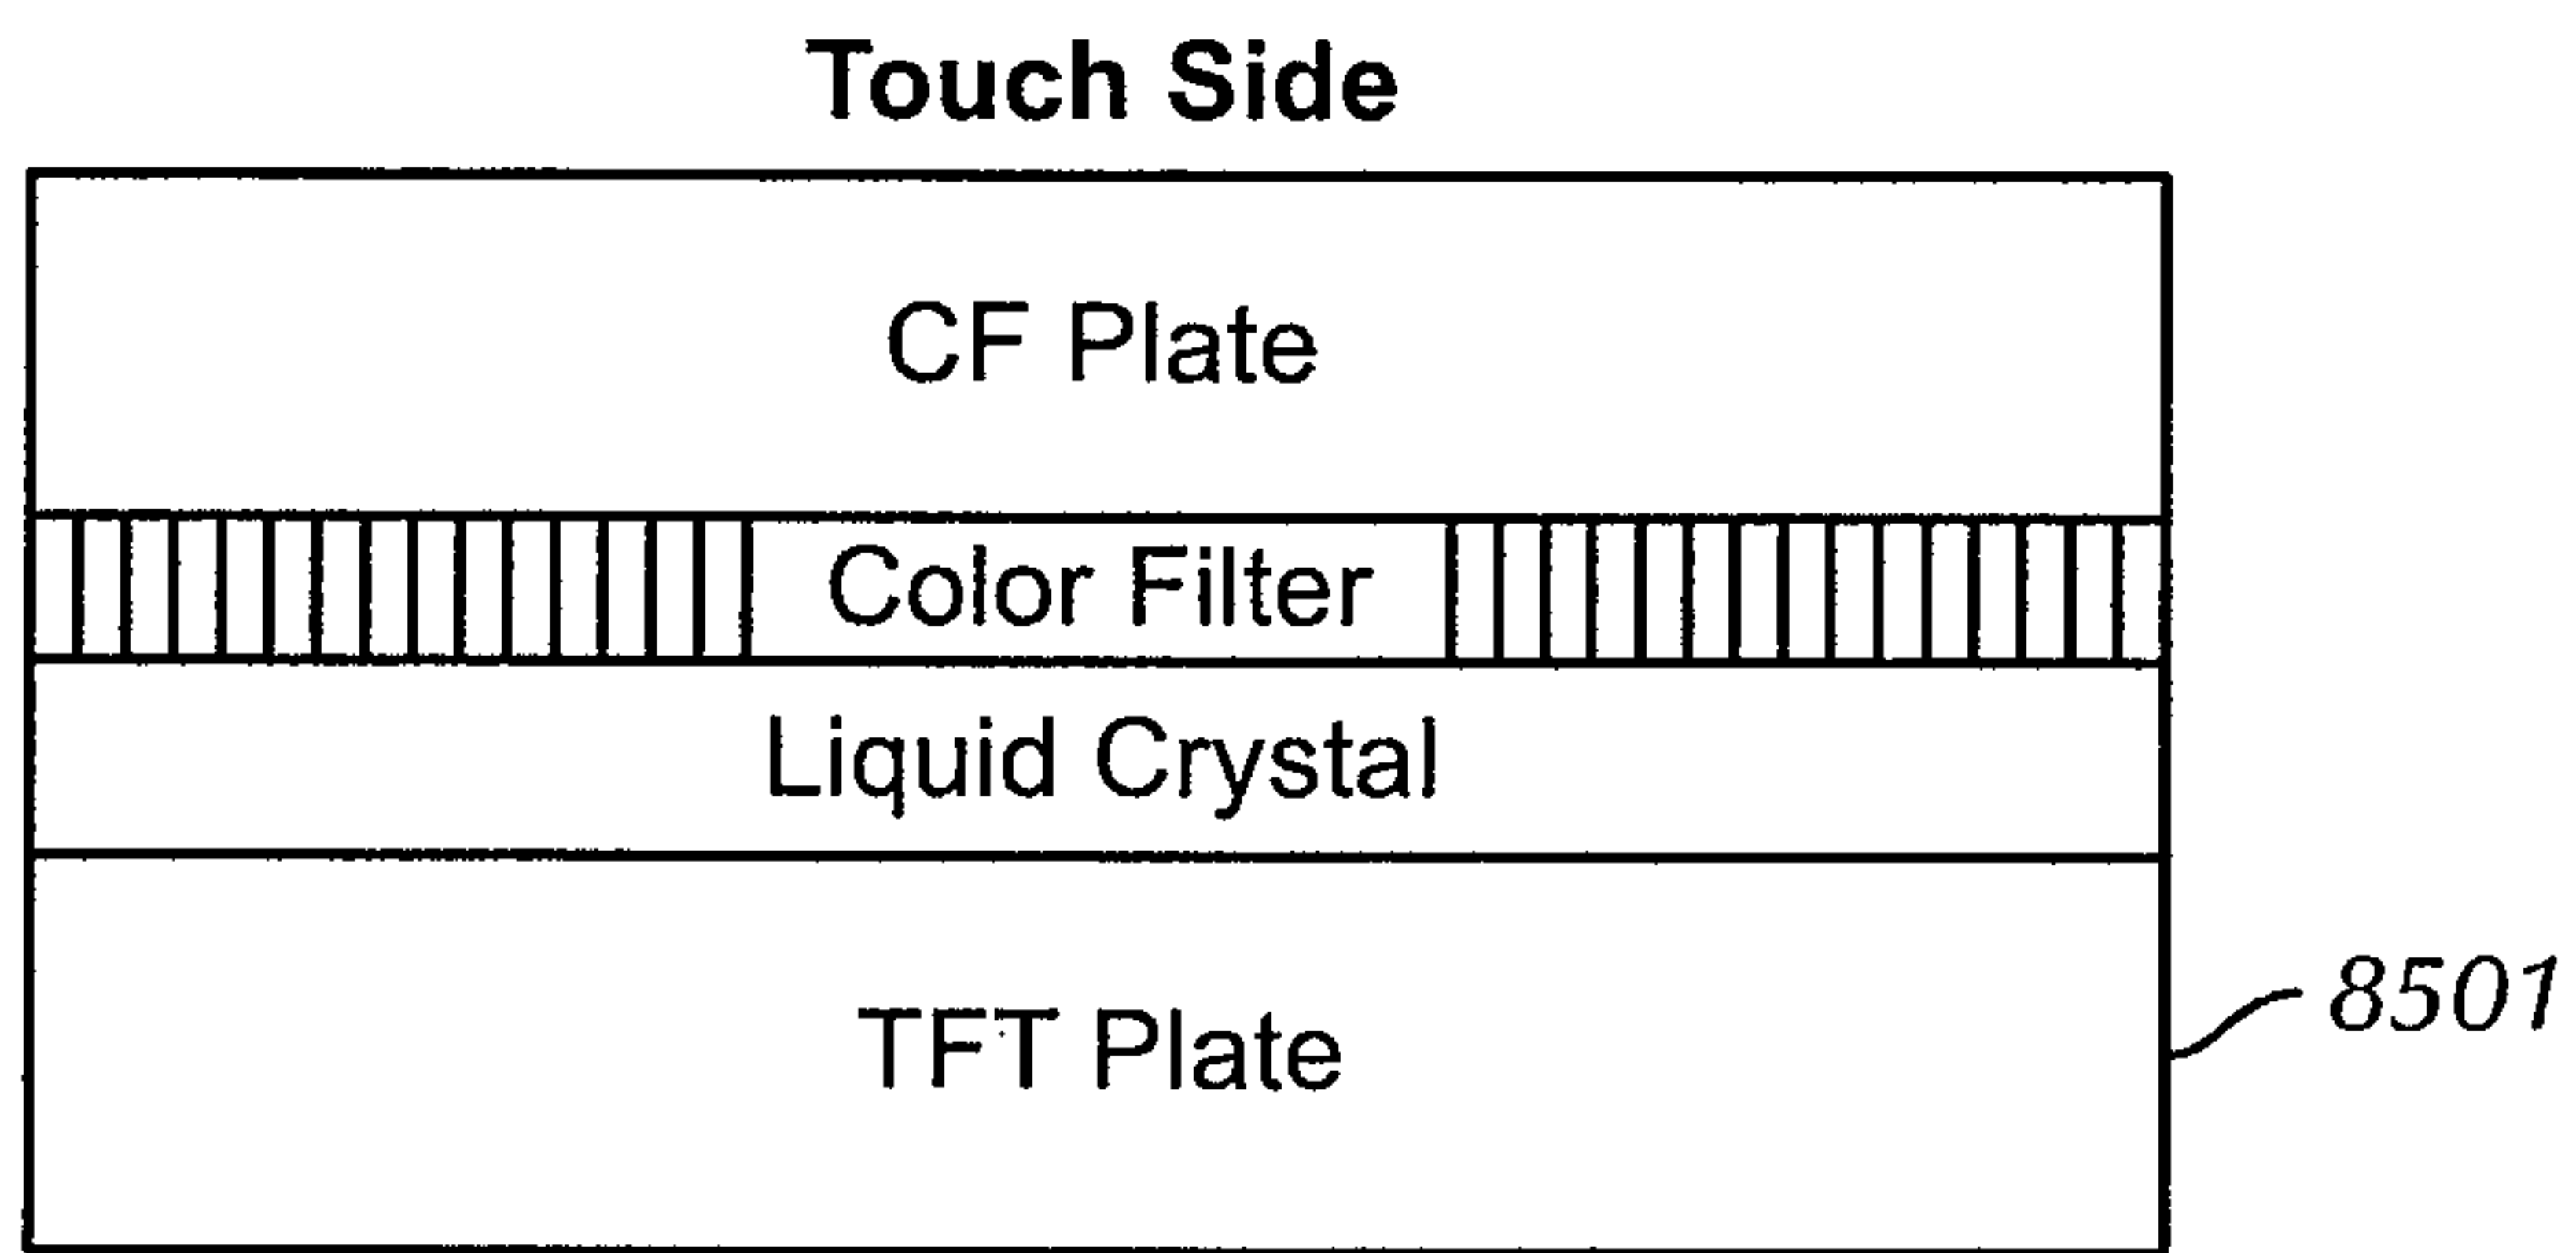 Touch Side
CF Plate
Color Filter
Liquid Crystal
TFT Plate
8501